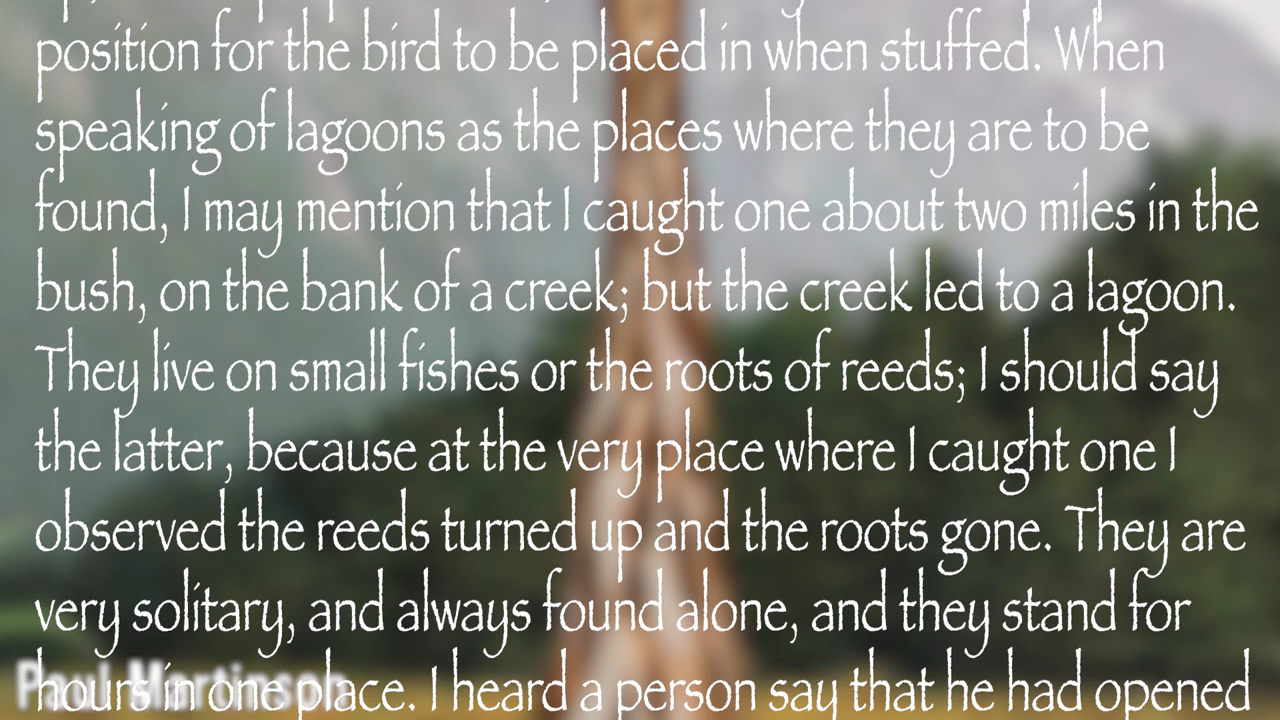 position for the bird to be placed in when stuffed. When
speaking of lagoons as the places where they are to be
found, I may mention that I caught one about two miles in the
bush, on the bank of a creek; but the creek led to a lagoon.
They live on small fishes or the roots of reeds; I should say
the latter, because at the very place where I caught one I
observed the reeds turned up and the roots gone. They are
very solitary, and always found alone, and they stand for
hours in one place. I heard a person say that he had opened
Paul Martinson